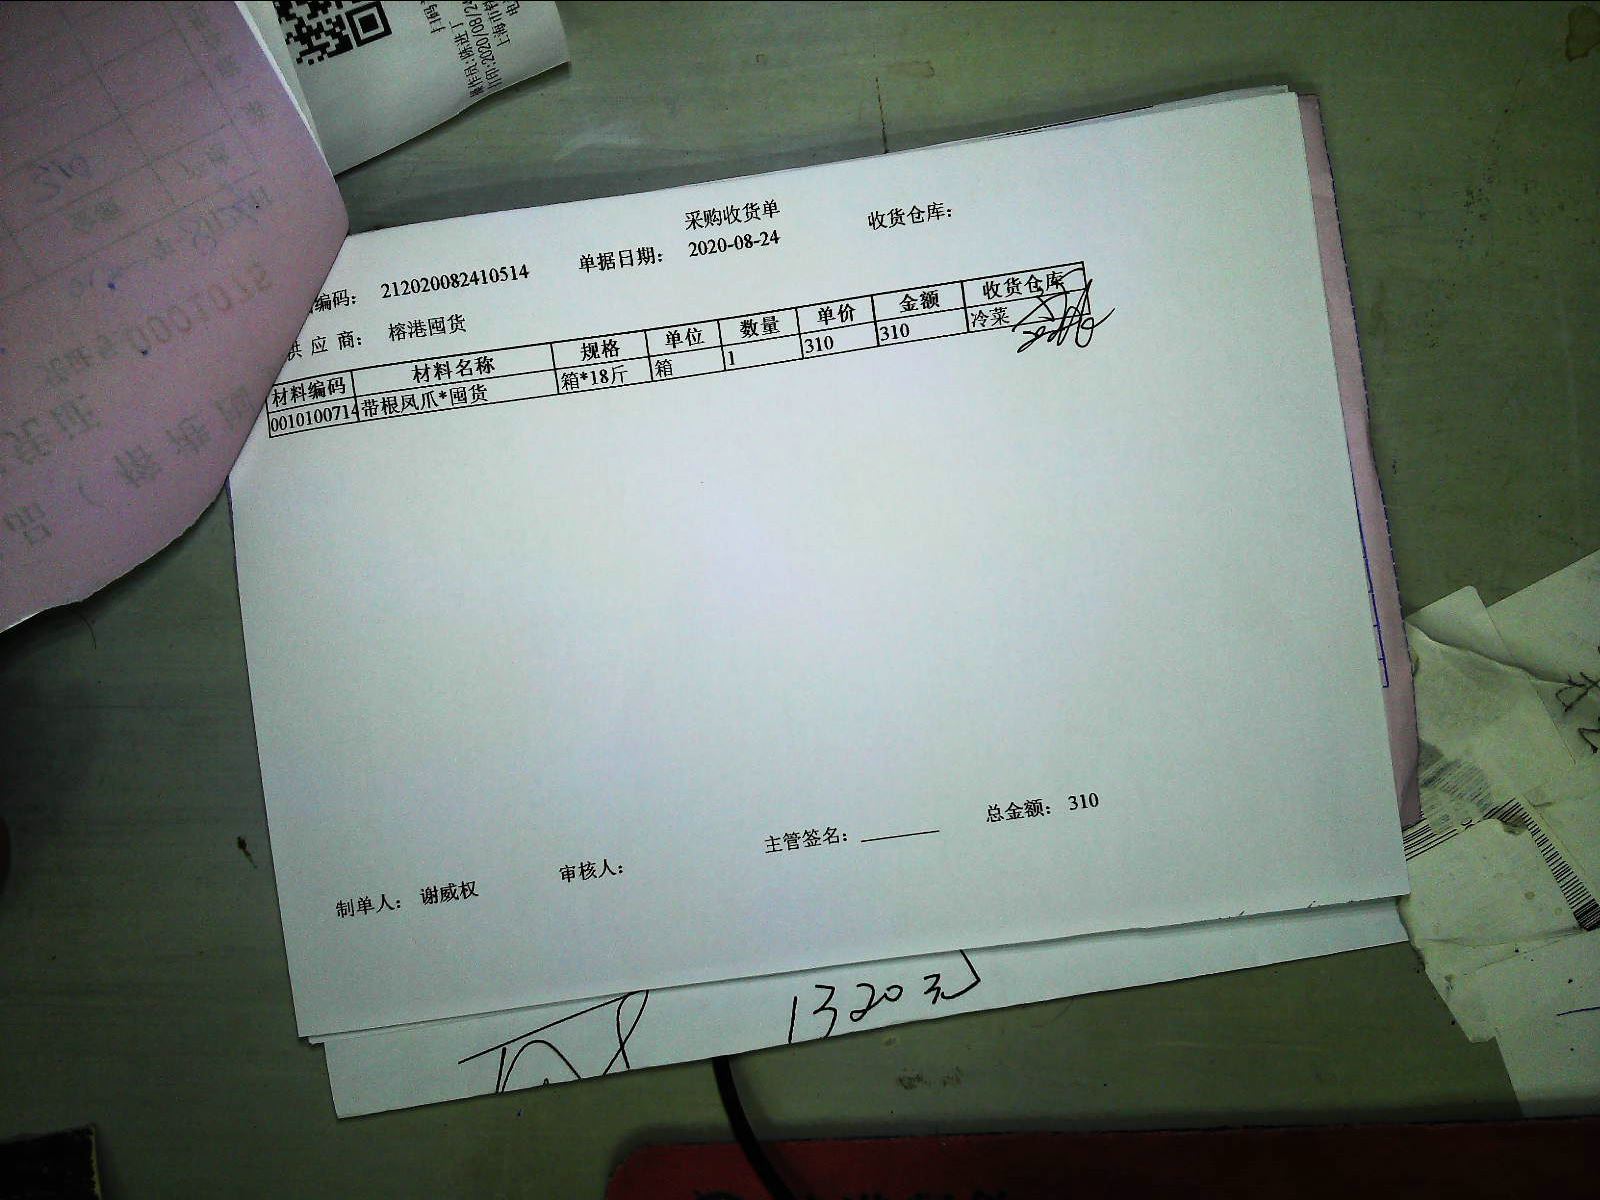 采购收货单
编码： 212020082410514 单据日期： 2020-08-24 收货仓库：
供 应 商： 榕港囤货
材料编码 材料名称 规格 单位 数量 单价 金额 收货仓库
0010100714 带根凤爪*囤货 箱*18斤 箱 1 310 310 冷菜
主管签名： 总金额： 310
制单人： 谢威权 审核人：
1320元